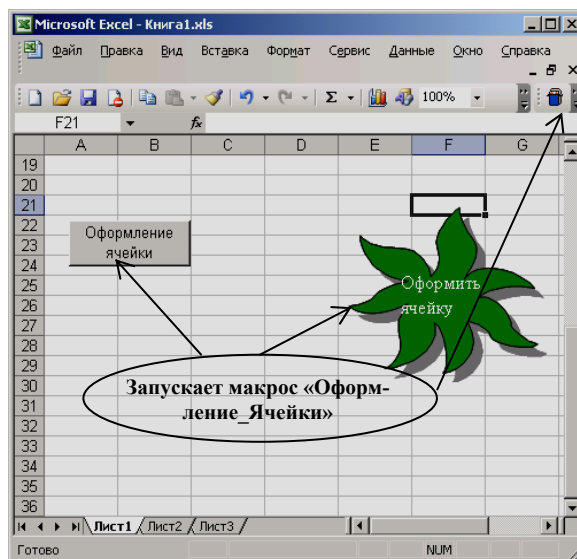 Microsoft Excel - Книга1.xls
Файл Правка Вид Вставка Формат Сервис Данные Окно Справка
Σ 100%
F21 fx
A B C D E F G
19
20
21
22
23
24
25
26
27
28
29
30
31
32
33
34
35
36
Оформление
ячейки
Оформить
ячейку
Запускает макрос «Оформ-
ление_Ячейки»
Лист1 Лист2 Лист3
Готово NUM